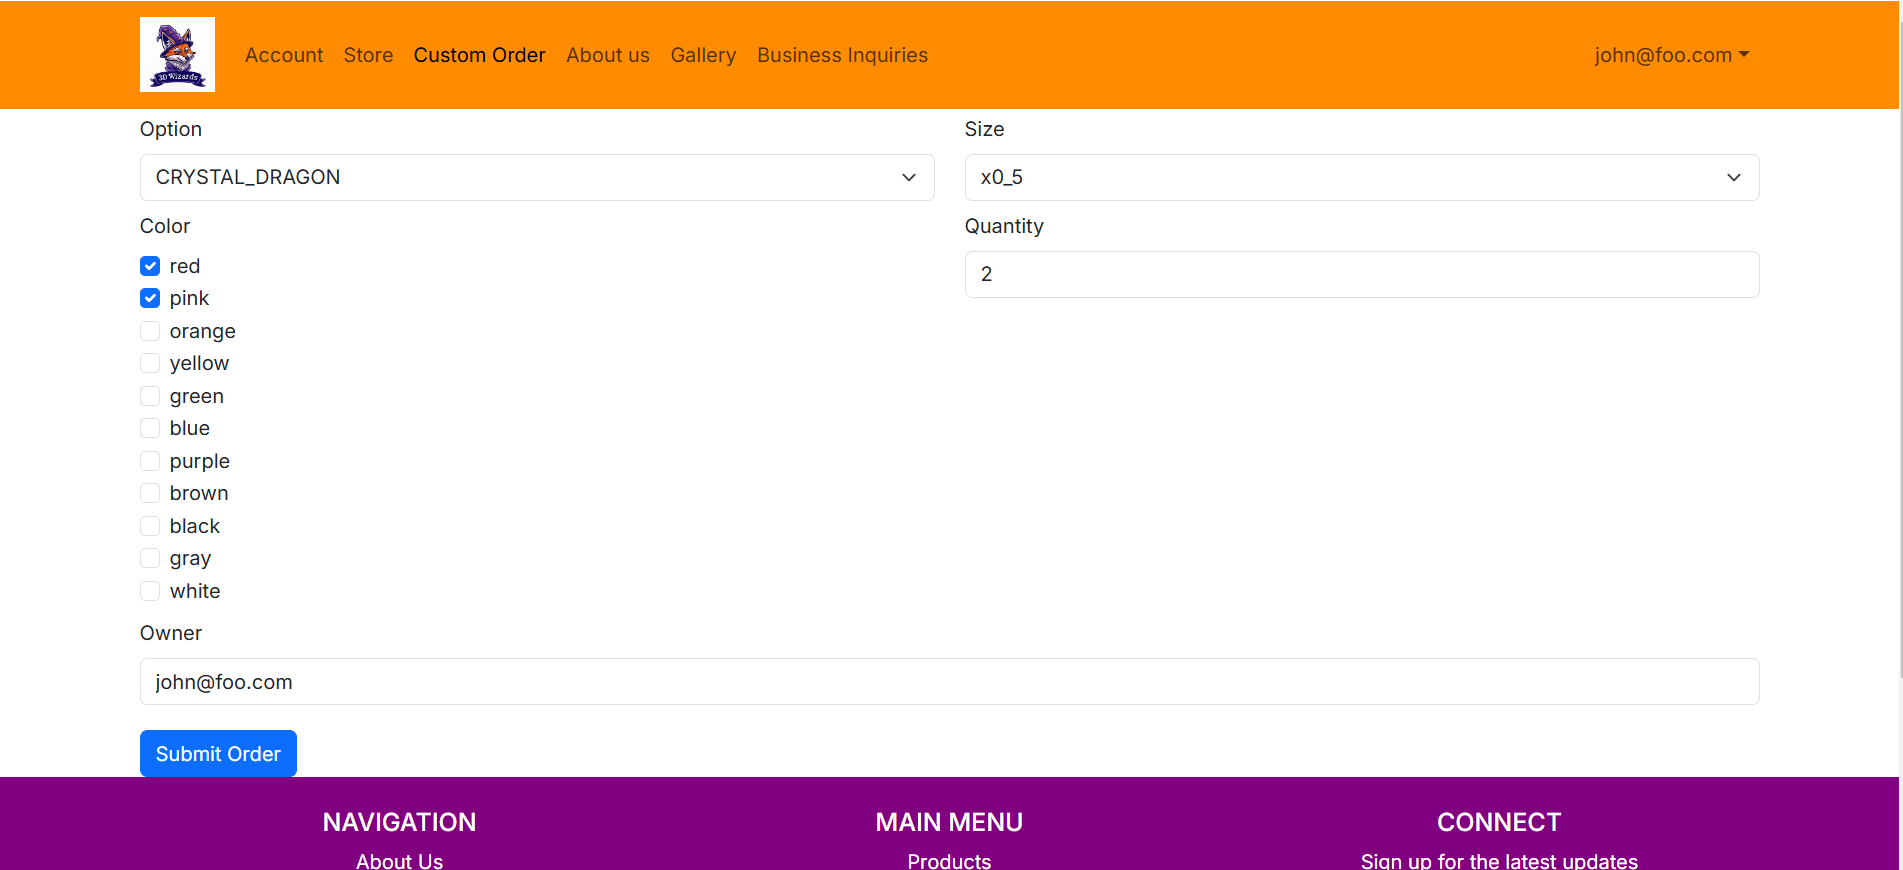 3D Wizards
Account Store Custom Order About us Gallery Business Inquiries john@foo.com
Option
CRYSTAL_DRAGON
Size
x0_5
Color
red
pink
orange
yellow
green
blue
purple
brown
black
gray
white
Quantity
2
Owner
john@foo.com
Submit Order
NAVIGATION
About Us
MAIN MENU
Products
CONNECT
Sign up for the latest updates